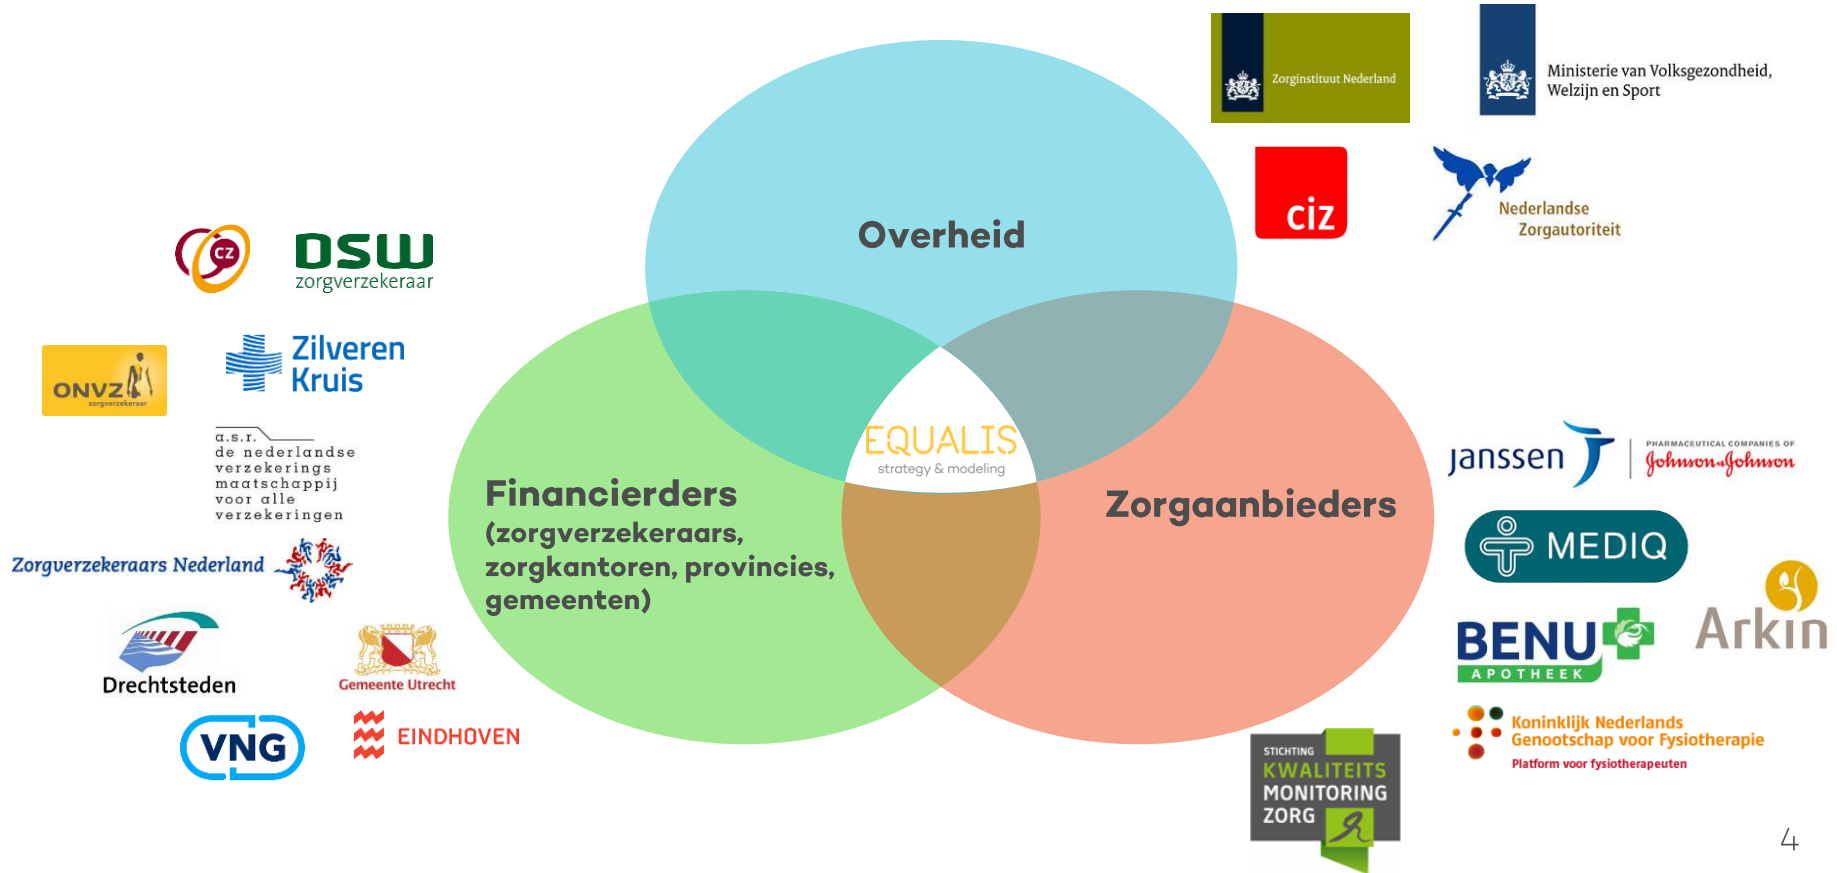 Zorginstituut Nederland
Ministerie van Volksgezondheid,
Welzijn en Sport
ciz
Nederlandse
Zorgautoriteit
Overheid
CZ
DSW
zorgverzekeraar
ONVZ
zorgverzekeraar
Zilveren
Kruis
a.s.r.
de nederlandse
verzekerings
maatschappij
voor alle
verzekeringen
Zorgverzekeraars Nederland
Drechtsteden
Gemeente Utrecht
VNG
EINDHOVEN
Financierders
(zorgverzekeraars,
zorgkantoren, provincies,
gemeenten)
EQUALIS
strategy & modeling
Zorgaanbieders
janssen
PHARMACEUTICAL COMPANIES OF
Johnson & Johnson
MEDIQ
Arkin
BENU
APOTHEEK
Koninklijk Nederlands
Genootschap voor Fysiotherapie
Platform voor fysiotherapeuten
STICHTING
KWALITEITS
MONITORING
ZORG
4